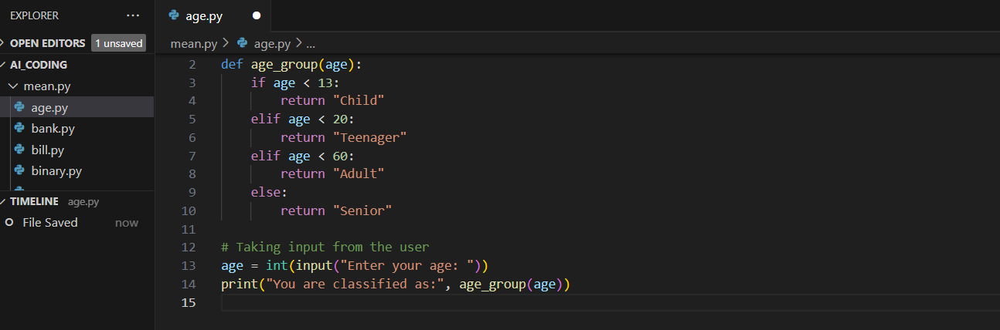 EXPLORER ...
OPEN EDITORS 1 unsaved
AI_CODING
mean.py
age.py
bank.py
bill.py
binary.py
TIMELINE age.py
File Saved now
age.py
mean.py > age.py > ...
2 def age_group(age):
3     if age < 13:
4         return "Child"
5     elif age < 20:
6         return "Teenager"
7     elif age < 60:
8         return "Adult"
9     else:
10         return "Senior"
11
12 # Taking input from the user
13 age = int(input("Enter your age: "))
14 print("You are classified as:", age_group(age))
15